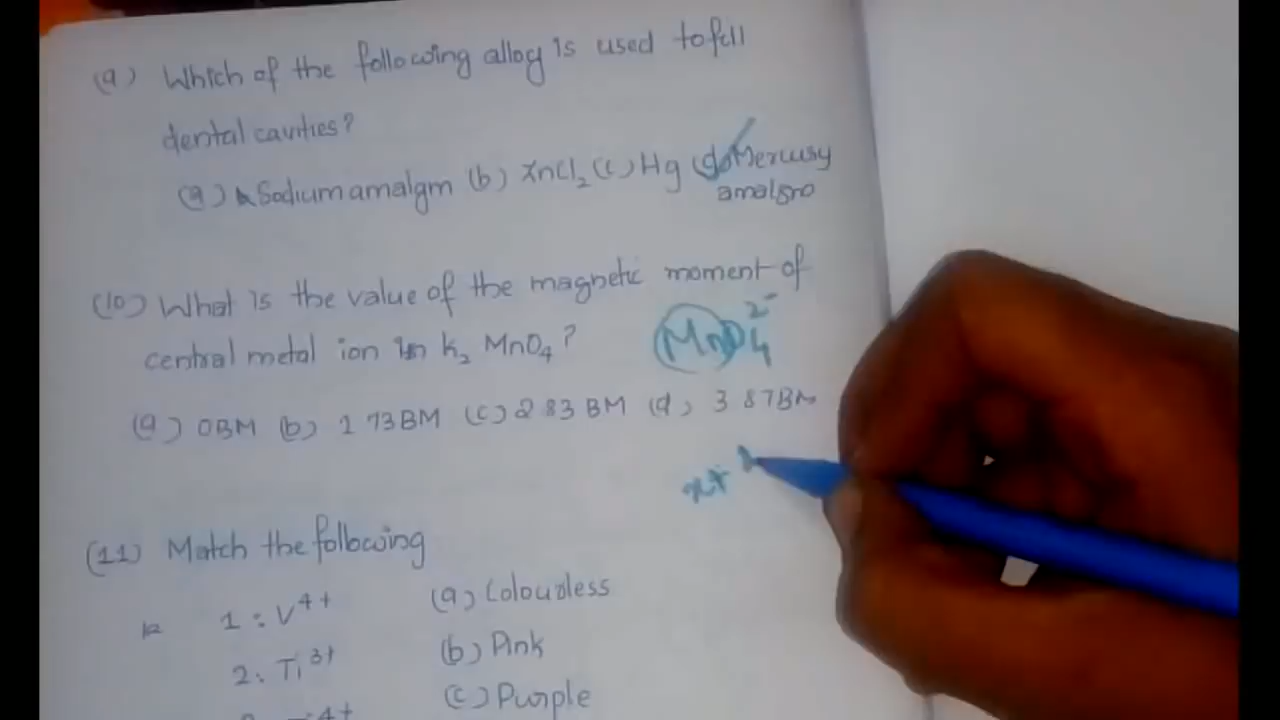 (9) Which of the following alloy is used to fill
dental cavities?
(a) Sodium amalgm (b) ZnCl2 (c) Hg (d) Mercury
amalgro
(10) What is the value of the magnetic moment of
central metal ion in K2 MnO4?
MnO4 2-
(a) 0BM (b) 1 73BM (c) 2 83 BM (d) 3 87BM
x+
(11) Match the following
1: V4+ (a) Colourless
2: Ti3+ (b) Pink
4+ (c) Purple